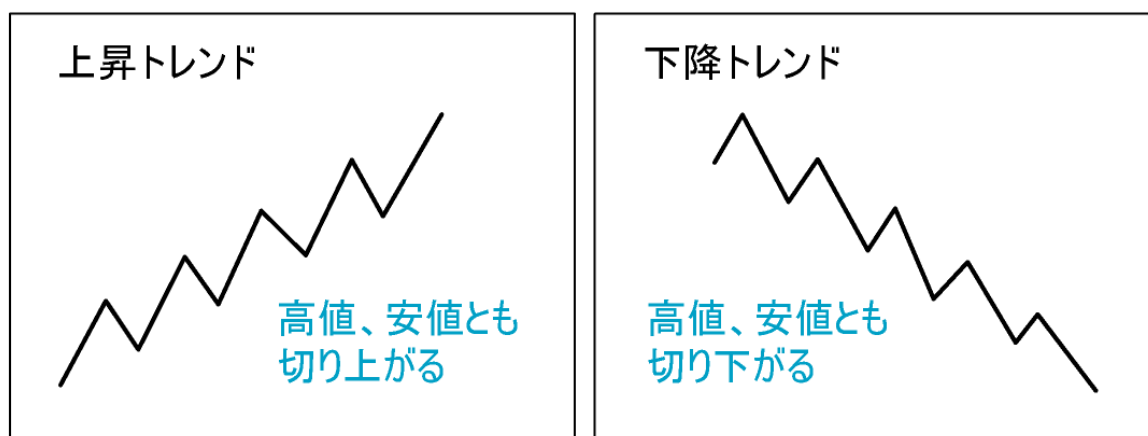 上昇トレンド
高値、安値とも
切り上がる
下降トレンド
高値、安値とも
切り下がる